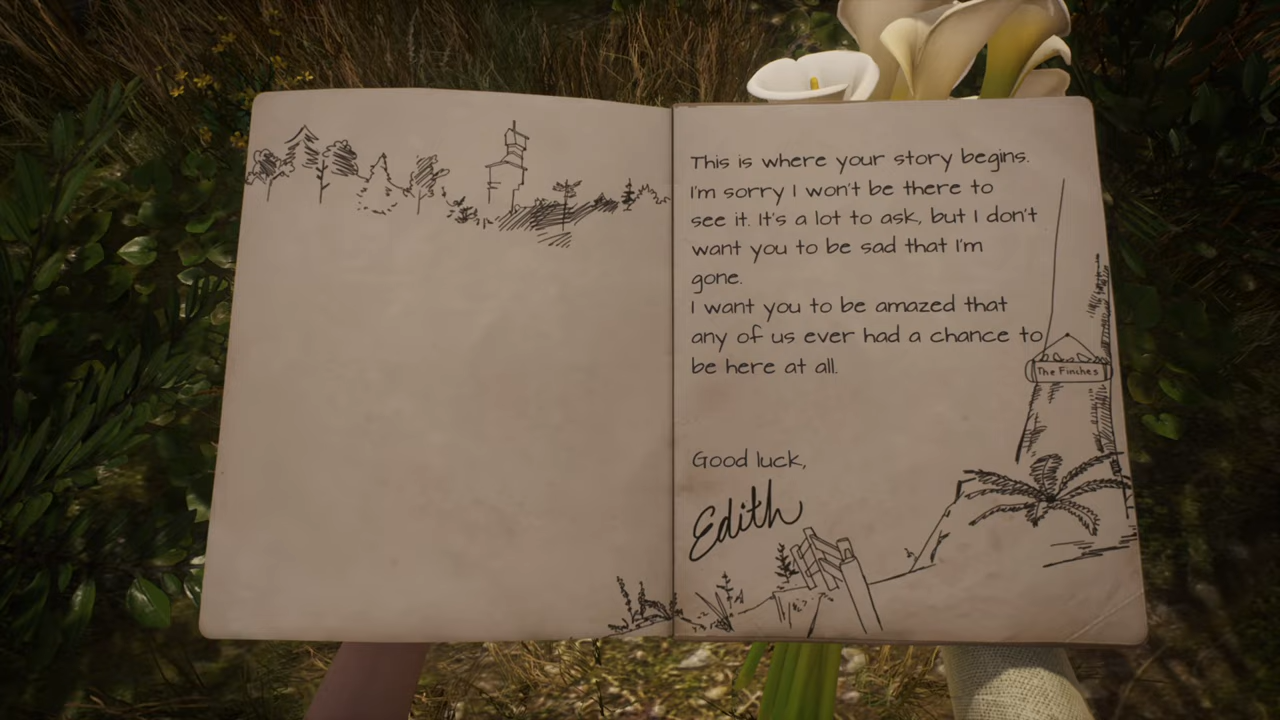 This is where your story begins.
I'm sorry I won't be there to
see it. It's a lot to ask, but I don't
want you to be sad that I'm
gone.
I want you to be amazed that
any of us ever had a chance to
be here at all.
The Finches
Good luck,
Edith